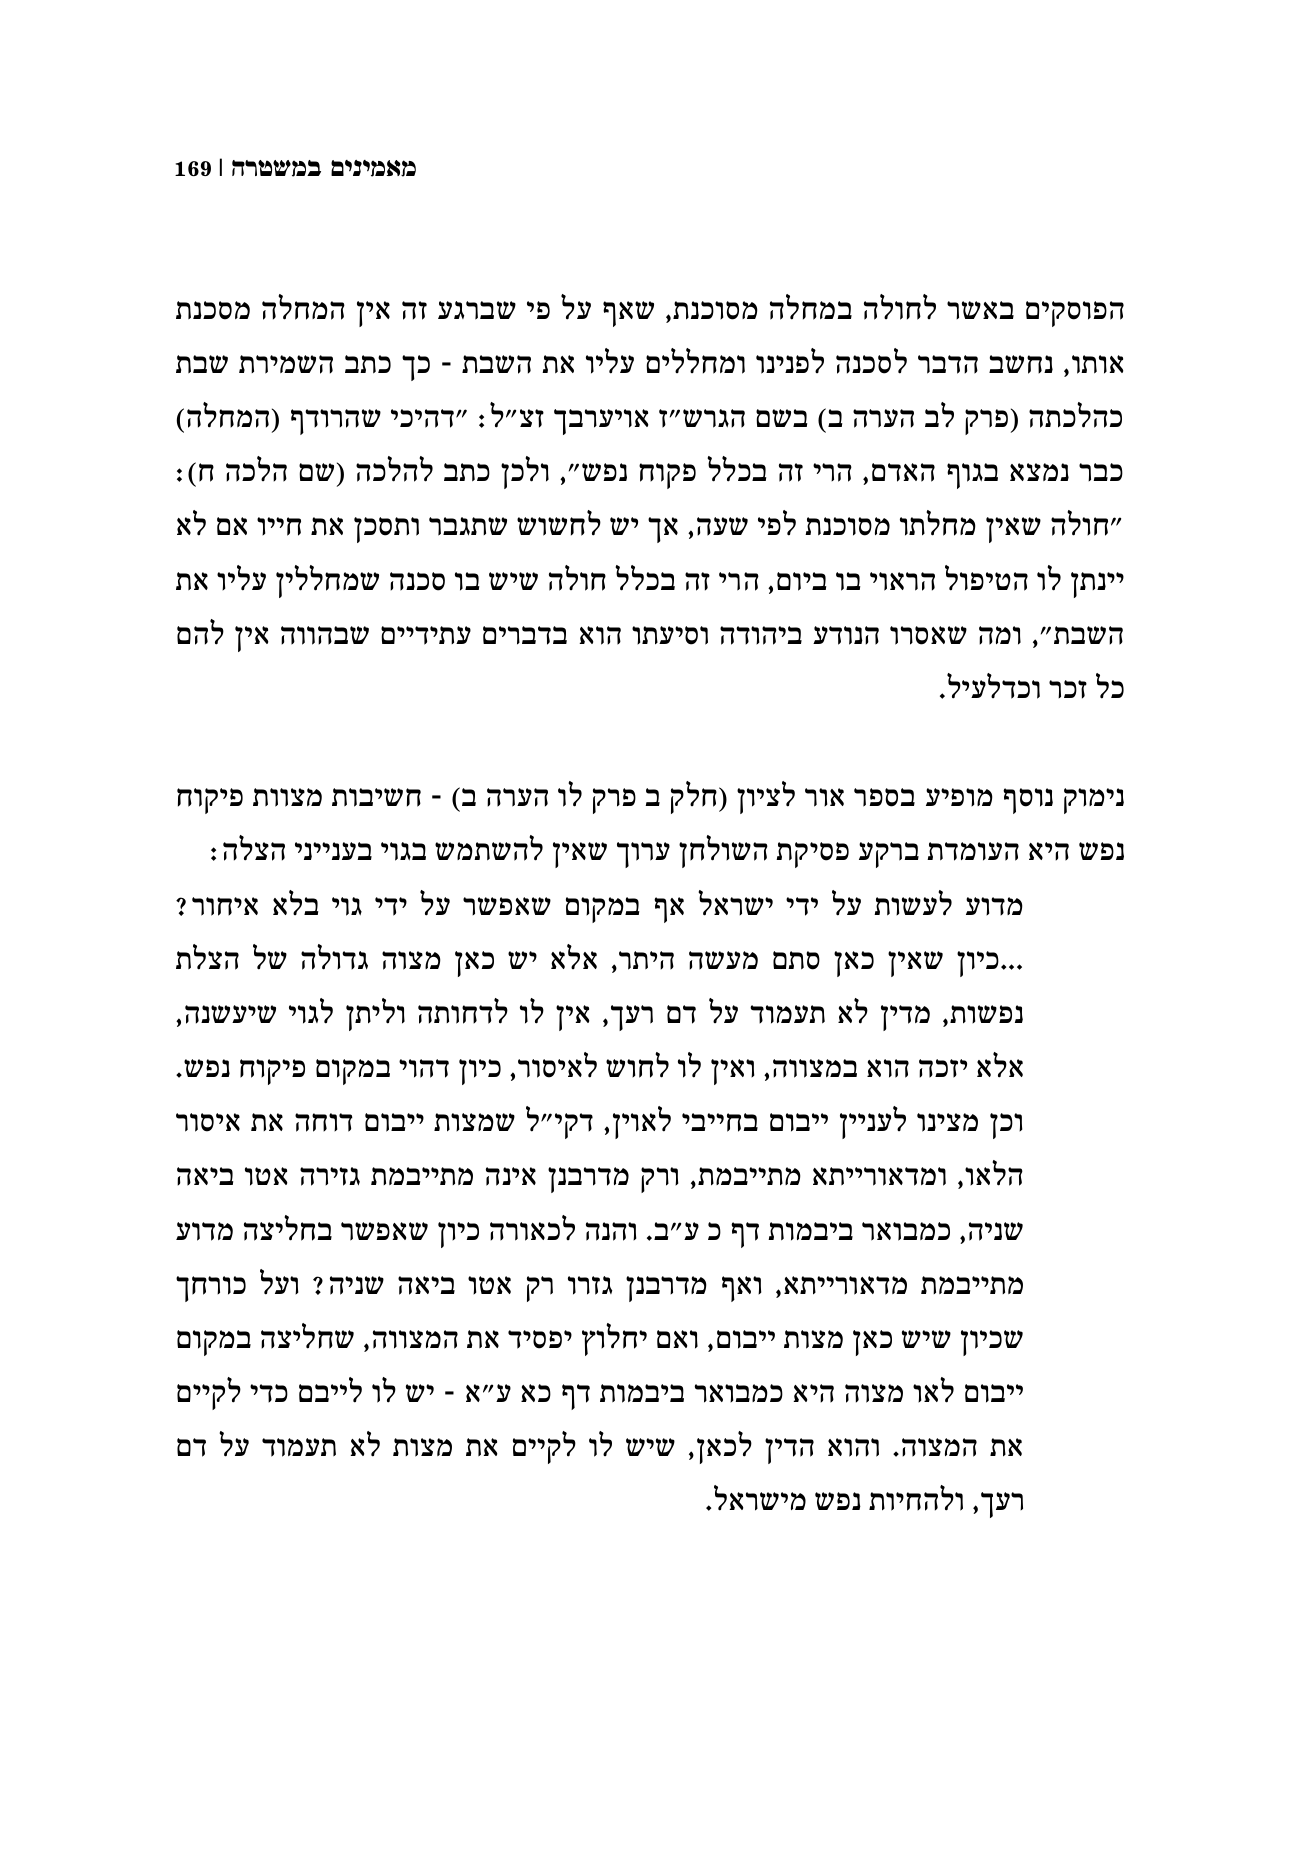 מאמינים במשטרה | 169
הפוסקים באשר לחולה במחלה מסוכנת, שאף על פי שברגע זה אין המחלה מסכנת
אותו, נחשב הדבר לסכנה לפנינו ומחללים עליו את השבת - כך כתב השמירת שבת
כהלכתה (פרק לב הערה ב) בשם הגרש״ז אויערבך זצ״ל: ״דהיכי שהרודף (המחלה)
כבר נמצא בגוף האדם, הרי זה בכלל פקוח נפש״, ולכן כתב להלכה (שם הלכה ח):
״חולה שאין מחלתו מסוכנת לפי שעה, אך יש לחשוש שתגבר ותסכן את חייו אם לא
יינתן לו הטיפול הראוי בו ביום, הרי זה בכלל חולה שיש בו סכנה שמחללין עליו את
השבת״, ומה שאסרו הנודע ביהודה וסיעתו הוא בדברים עתידיים שבהווה אין להם
כל זכר וכדלעיל.
נימוק נוסף מופיע בספר אור לציון (חלק ב פרק לו הערה ב) - חשיבות מצוות פיקוח
נפש היא העומדת ברקע פסיקת השולחן ערוך שאין להשתמש בגוי בענייני הצלה:
מדוע לעשות על ידי ישראל אף במקום שאפשר על ידי גוי בלא איחור?
...כיון שאין כאן סתם מעשה היתר, אלא יש כאן מצוה גדולה של הצלת
נפשות, מדין לא תעמוד על דם רעך, אין לו לדחותה וליתן לגוי שיעשנה,
אלא יזכה הוא במצווה, ואין לו לחוש לאיסור, כיון דהוי במקום פיקוח נפש.
וכן מצינו לעניין ייבום בחייבי לאוין, דקי״ל שמצות ייבום דוחה את איסור
הלאו, ומדאורייתא מתייבמת, ורק מדרבנן אינה מתייבמת גזירה אטו ביאה
שניה, כמבואר ביבמות דף כ ע״ב. והנה לכאורה כיון שאפשר בחליצה מדוע
מתייבמת מדאורייתא, ואף מדרבנן גזרו רק אטו ביאה שניה? ועל כורחך
שכיון שיש כאן מצות ייבום, ואם יחלוץ יפסיד את המצווה, שחליצה במקום
ייבום לאו מצוה היא כמבואר ביבמות דף כא ע״א - יש לו לייבם כדי לקיים
את המצוה. והוא הדין לכאן, שיש לו לקיים את מצות לא תעמוד על דם
רעך, ולהחיות נפש מישראל.